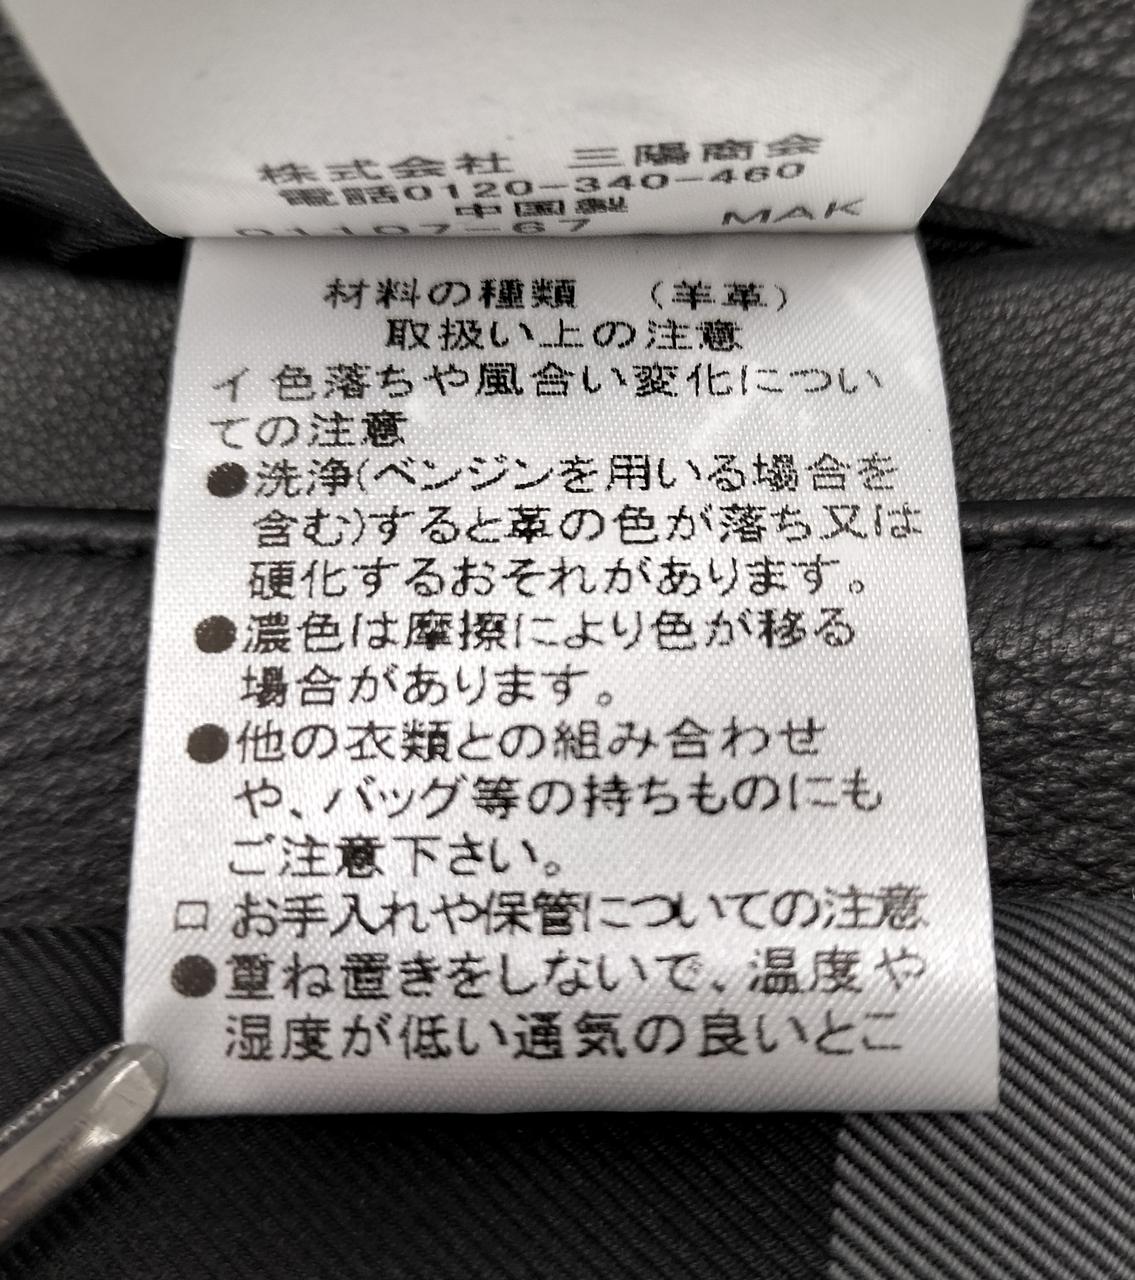 株式会社　三陽商会
電話0120-340-460
中国製
01107-67　MAK
材料の種類　（羊革）
取扱い上の注意
イ 色落ちや風合い変化につい
ての注意
●洗浄(ベンジンを用いる場合を
含む)すると革の色が落ち又は
硬化するおそれがあります。
●濃色は摩擦により色が移る
場合があります。
●他の衣類との組み合わせ
や、バッグ等の持ちものにも
ご注意下さい。
ロ お手入れや保管についての注意
●重ね置きをしないで、温度や
湿度が低い通気の良いとこ